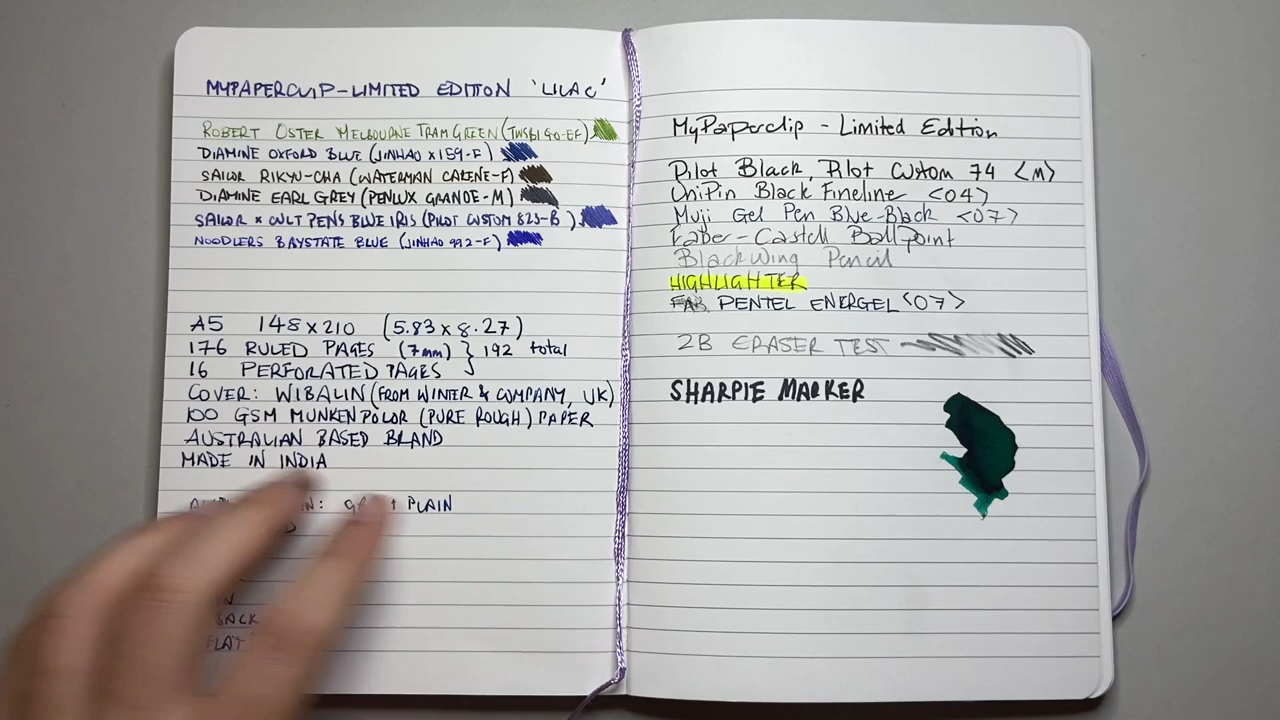 MYPAPERCLIP-LIMITED EDITION 'LILAC'
ROBERT OSTER MELBOURNE TRAM GREEN (TWSBI GO-EF)
DIAMINE OXFORD BLUE (JINHAO X159-F)
SAILOR RIKYU-CHA (WATERMAN CARENE-F)
DIAMINE EARL GREY (PENLUX GRANDE-M)
SAILOR x CULT PENS BLUE IRIS (PILOT CUSTOM 823-B)
NOODLERS BAYSTATE BLUE (JINHAO 992-F)
A5 148 x 210 (5.83 x 8.27)
176 RULED PAGES (7mm)
16 PERFORATED PAGES } 192 total
COVER: WIBALIN (FROM WINTER & COMPANY, UK)
100 GSM MUNKEN POLOR (PURE ROUGH) PAPER
AUSTRALIAN BASED BRAND
MADE IN INDIA
PLAIN
BACK
FLAT
MyPaperclip - Limited Edition
Pilot Black, Pilot Custom 74 <M>
UniPin Black Fineline <04>
Muji Gel Pen Blue-Black <07>
Faber-Castell BallPoint
BlackWing Pencil
HIGHLIGHTER
PENTEL ENERGEL <07>
2B ERASER TEST
SHARPIE MARKER